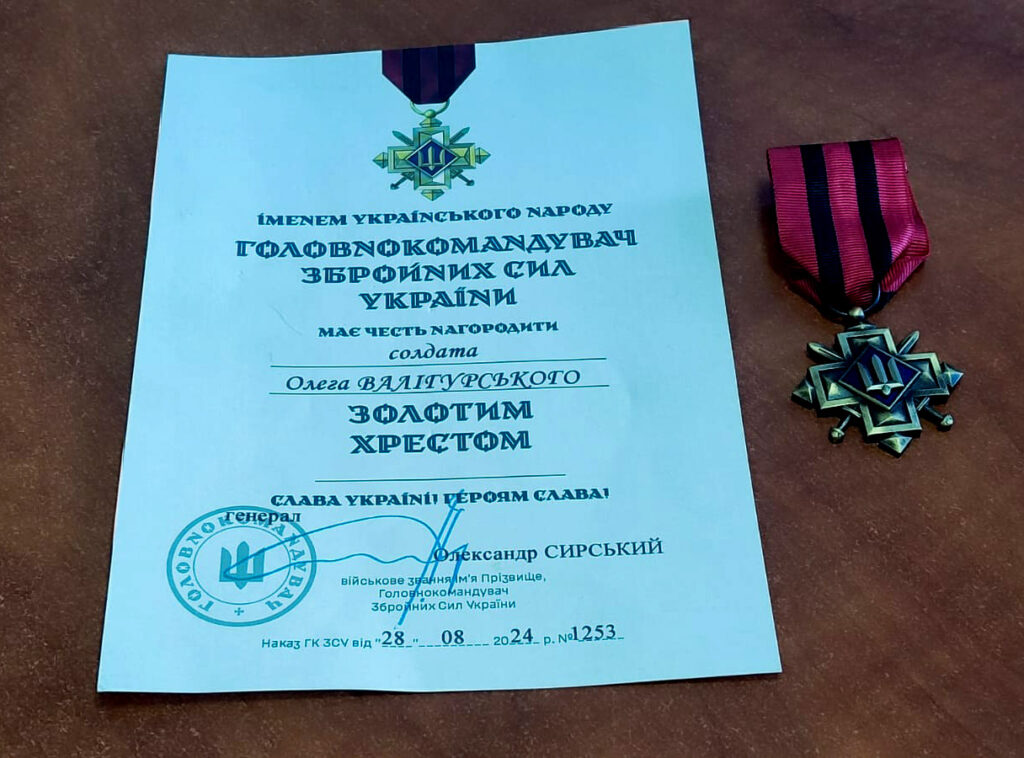 ІМЕНЕМ УКРАЇНСЬКОГО НАРОДУ
ГОЛОВНОКОМАНДУВАЧ
ЗБРОЙНИХ СИЛ
УКРАЇНИ
МАЄ ЧЕСТЬ НАГОРОДИТИ
солдата
Олега ВАЛІГУРСЬКОГО
ЗОЛОТИМ
ХРЕСТОМ
СЛАВА УКРАЇНІ! ГЕРОЯМ СЛАВА!
генерал
ГОЛОВНОКОМАНДУВАЧ
Олександр СИРСЬКИЙ
військове звання Ім'я Прізвище,
Головнокомандувач
Збройних Сил України
Наказ ГК ЗСУ від "28" 08 2024 р. №1253